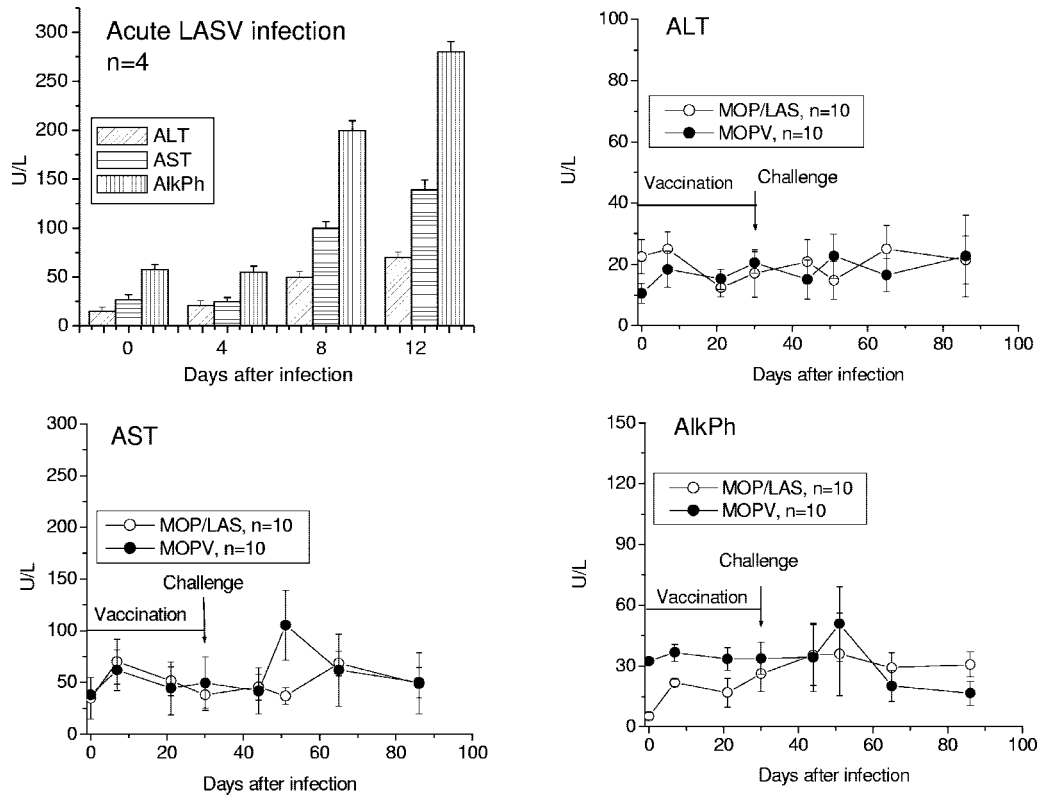 Acute LASV infection
n=4
ALT
AST
AlkPh
U/L
300
250
200
150
100
50
0
0 4 8 12
Days after infection
ALT
MOP/LAS, n=10
MOPV, n=10
Vaccination
Challenge
U/L
100
80
60
40
20
0
0 20 40 60 80 100
Days after infection
AST
MOP/LAS, n=10
MOPV, n=10
Challenge
Vaccination
U/L
300
250
200
150
100
50
0
0 20 40 60 80 100
Days after infection
AlkPh
MOP/LAS, n=10
MOPV, n=10
Challenge
Vaccination
U/L
150
120
90
60
30
0
0 20 40 60 80 100
Days after infection